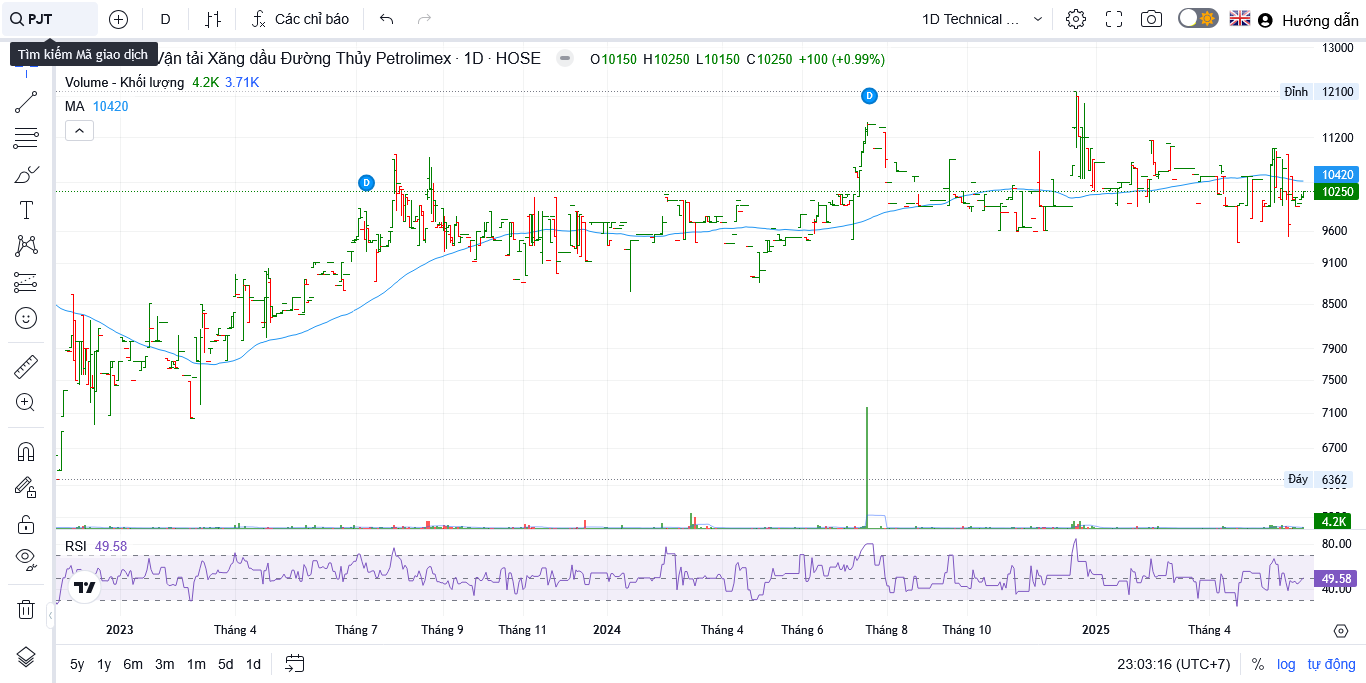 PJT
D
Các chỉ báo
1D Technical ...
Hướng dẫn
Tìm kiếm Mã giao dịch
Vận tải Xăng dầu Đường Thủy Petrolimex · 1D · HOSE
O10150 H10250 L10150 C10250 +100 (+0.99%)
Volume - Khối lượng 4.2K 3.71K
MA 10420
D
D
13000
Đỉnh 12100
11200
10420
10250
9600
9100
8500
7900
7500
7100
6700
Đáy 6362
4.2K
RSI 49.58
80.00
49.58
40.00
2023
Tháng 4
Tháng 7
Tháng 9
Tháng 11
2024
Tháng 4
Tháng 6
Tháng 8
Tháng 10
2025
Tháng 4
5y 1y 6m 3m 1m 5d 1d
23:03:16 (UTC+7)
% log tự động